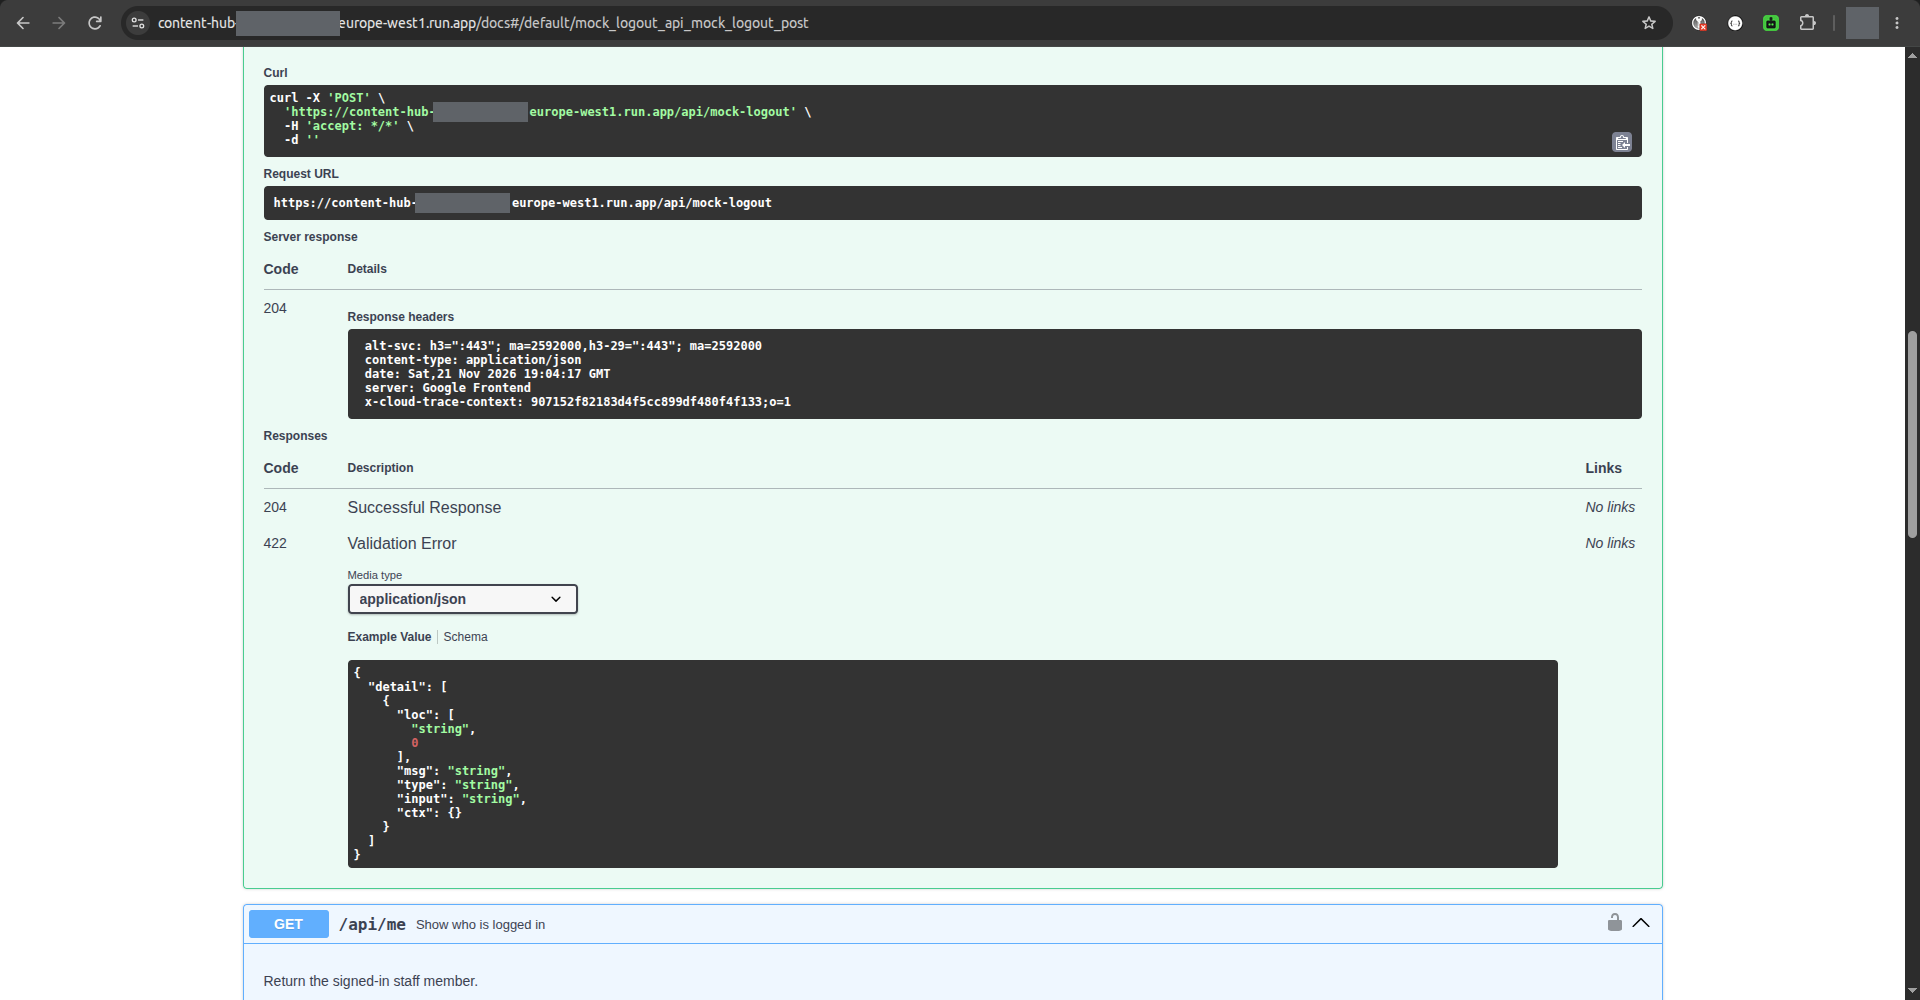 content-hub- europe-west1.run.app/docs#/default/mock_logout_api_mock_logout_post
Curl
curl -X 'POST' \
'https://content-hub- europe-west1.run.app/api/mock-logout' \
-H 'accept: */*' \
-d ''
Request URL
https://content-hub- europe-west1.run.app/api/mock-logout
Server response
Code Details
204
Response headers
alt-svc: h3=":443"; ma=2592000,h3-29=":443"; ma=2592000
content-type: application/json
date: Sat,21 Nov 2026 19:04:17 GMT
server: Google Frontend
x-cloud-trace-context: 907152f82183d4f5cc899df480f4f133;o=1
Responses
Code Description Links
204 Successful Response No links
422 Validation Error No links
Media type
application/json
Example Value Schema
{
"detail": [
{
"loc": [
"string",
0
],
"msg": "string",
"type": "string",
"input": "string",
"ctx": {}
}
]
}
GET /api/me Show who is logged in
Return the signed-in staff member.